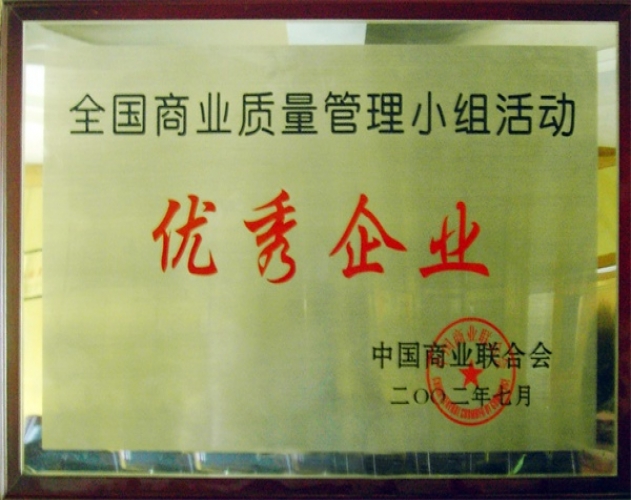 全国商业质量管理小组活动
优秀企业
中国商业联合会
二〇〇二年七月